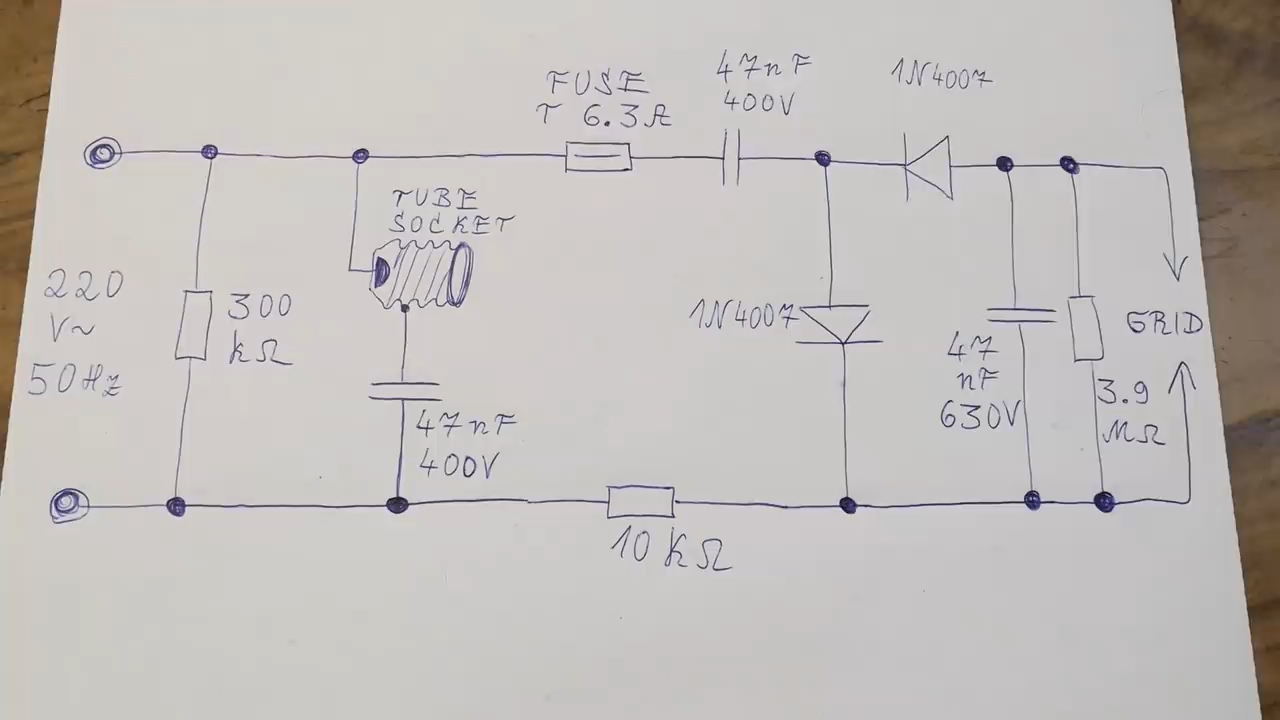 FUSE
T 6.3A
47nF
400V
1N4007
TUBE
SOCKET
220
V~
50Hz
300
kΩ
1N4007
47
nF
630V
GRID
3.9
MΩ
47nF
400V
10 kΩ